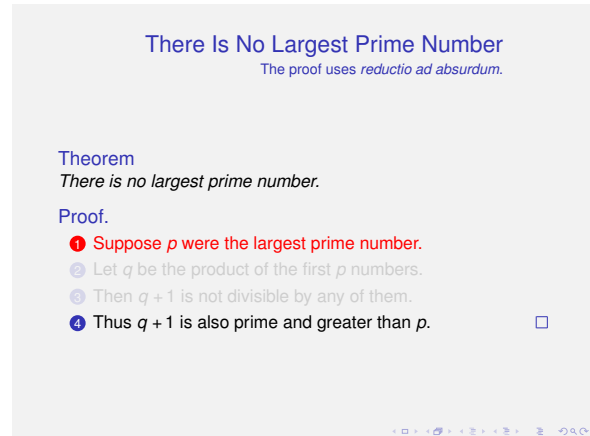 There Is No Largest Prime Number
The proof uses reductio ad absurdum.
Theorem
There is no largest prime number.
Proof.
1 Suppose p were the largest prime number.
2 Let q be the product of the first p numbers.
3 Then q + 1 is not divisible by any of them.
4 Thus q + 1 is also prime and greater than p. □